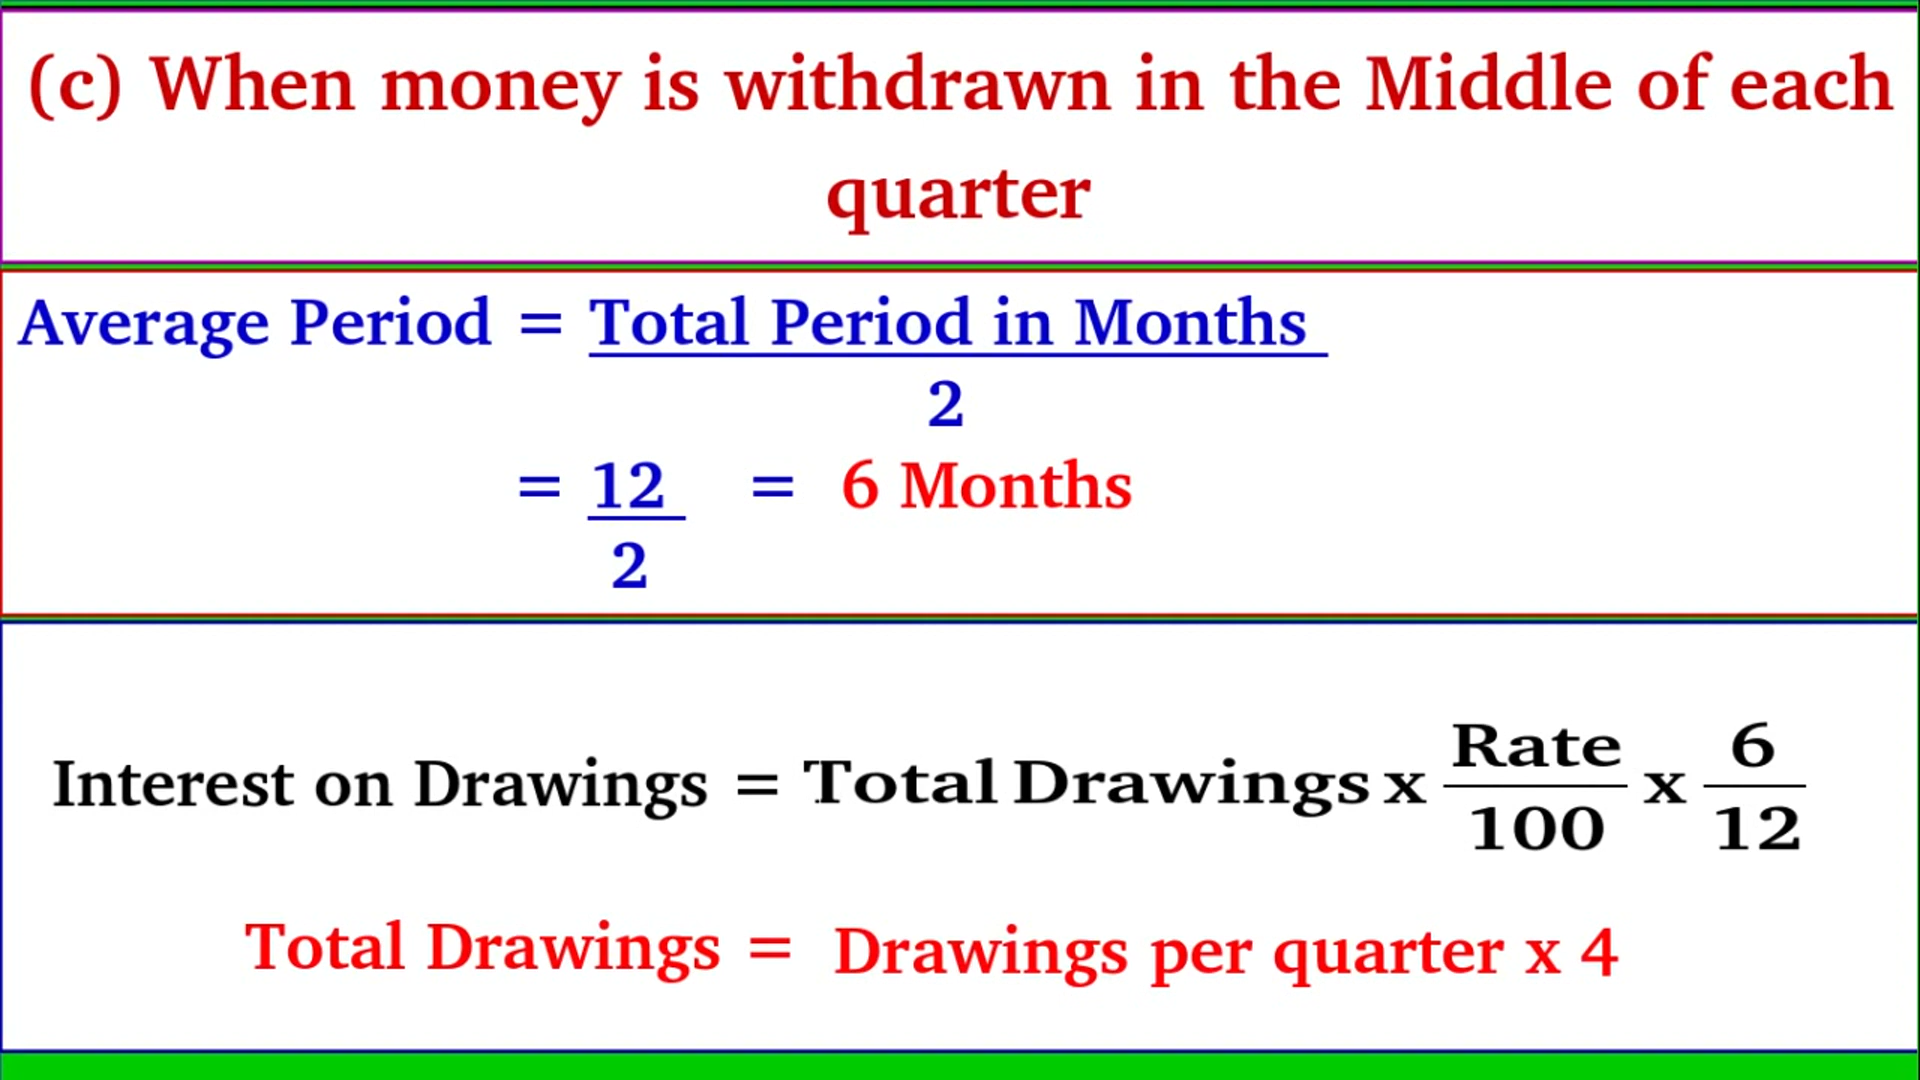 (c) When money is withdrawn in the Middle of each
quarter
Average Period = Total Period in Months
2
= 12 = 6 Months
2
Interest on Drawings = Total Drawings x Rate/100 x 6/12
Total Drawings = Drawings per quarter x 4